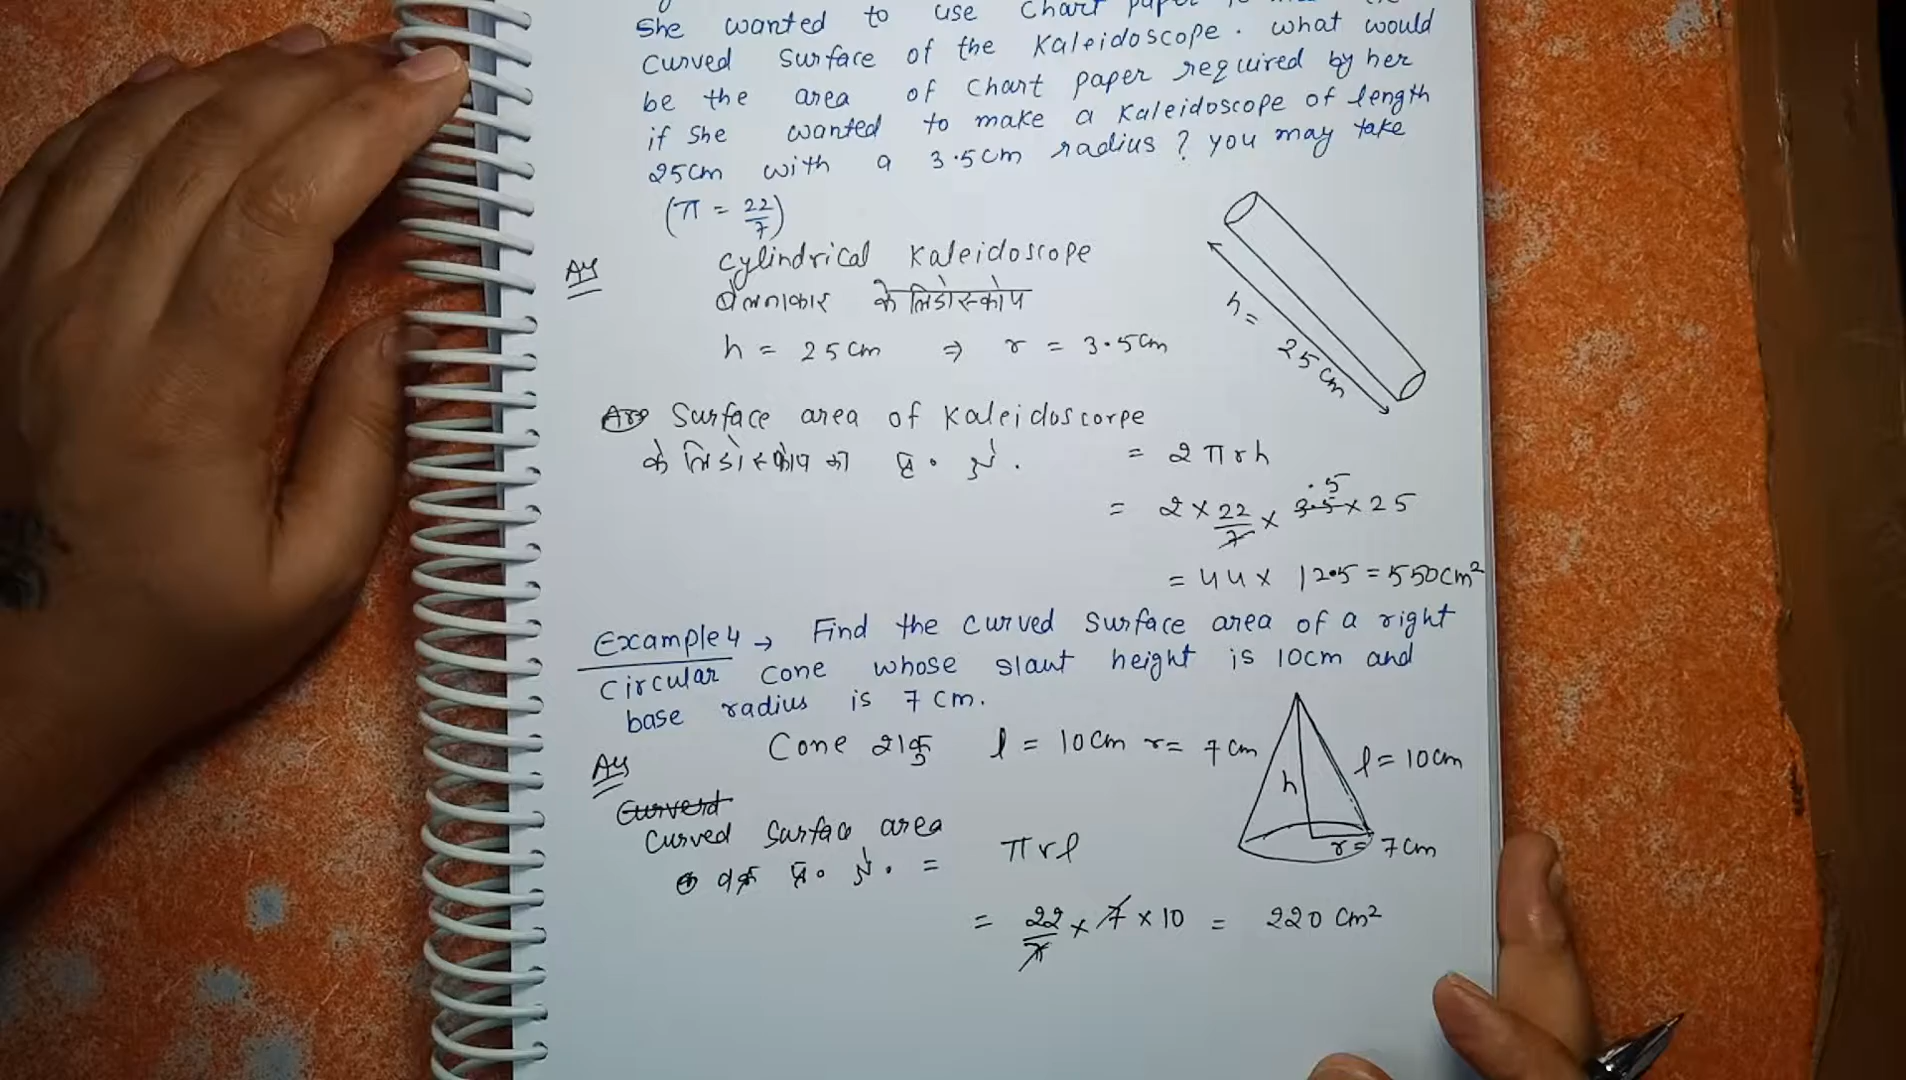 She wanted to use Chart
curved surface of the Kaleidoscope. what would
be the area of Chart paper required by her
if She wanted to make a Kaleidoscope of length
25cm with a 3.5cm radius? you may take
(π = 22/7)
Ans cylindrical Kaleidoscope
बेलनाकार केलिडोस्कोप
h = 25cm ⇒ r = 3.5cm
h = 25cm
Surface area of Kaleidoscorpe
केलिडोस्कोप का पृ० क्षे. = 2πrh
= 2 × 22/7 × 3.5 × 25
.5
= 44 × 12.5 = 550cm²
Example 4 → Find the curved surface area of a right
circular cone whose slaut height is 10cm and
base radius is 7 cm.
Ans Cone शंकु l = 10cm r = 7cm
h l = 10cm
r = 7cm
Curverd
Curved Surface area
वक्र पृ० क्षे. = πrl
= 22/7 × 7 × 10 = 220 cm²